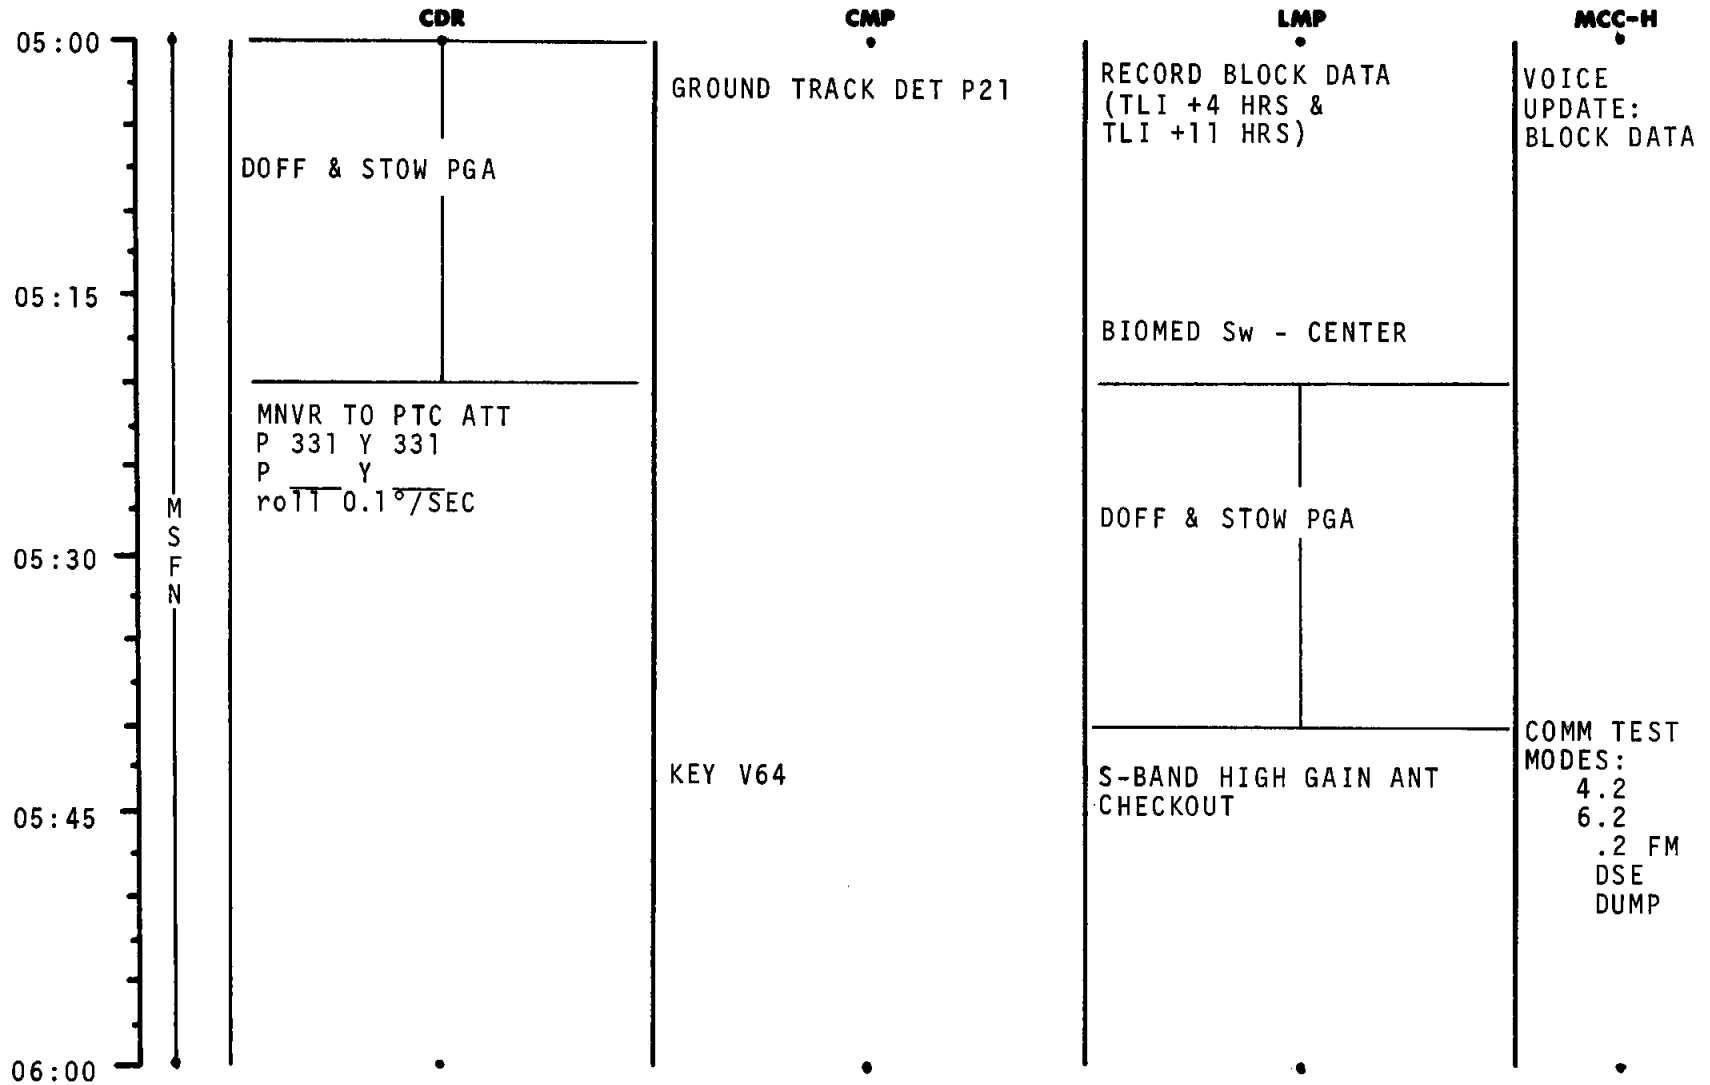 CDR CMP LMP MCC-H
05:00
05:15
05:30
05:45
06:00
M
S
F
N
DOFF & STOW PGA
MNVR TO PTC ATT
P 331 Y 331
P ___ Y ___
roll 0.1°/SEC
GROUND TRACK DET P21
KEY V64
RECORD BLOCK DATA
(TLI +4 HRS &
TLI +11 HRS)
BIOMED Sw - CENTER
DOFF & STOW PGA
S-BAND HIGH GAIN ANT
CHECKOUT
VOICE
UPDATE:
BLOCK DATA
COMM TEST
MODES:
4.2
6.2
.2 FM
DSE
DUMP